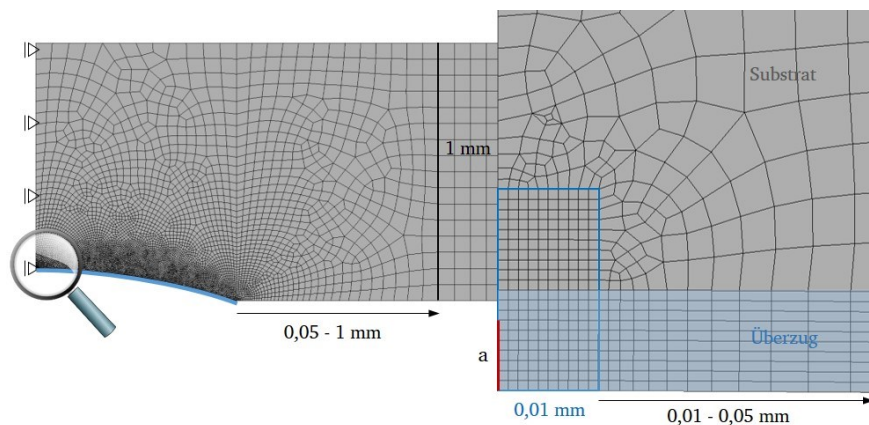 Substrat
1 mm
0,05 - 1 mm
a
Überzug
0,01 mm
0,01 - 0,05 mm